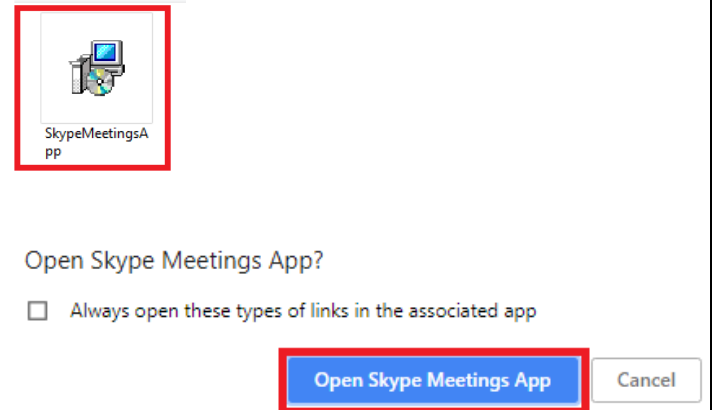 SkypeMeetingsA
pp
Open Skype Meetings App?
Always open these types of links in the associated app
Open Skype Meetings App
Cancel